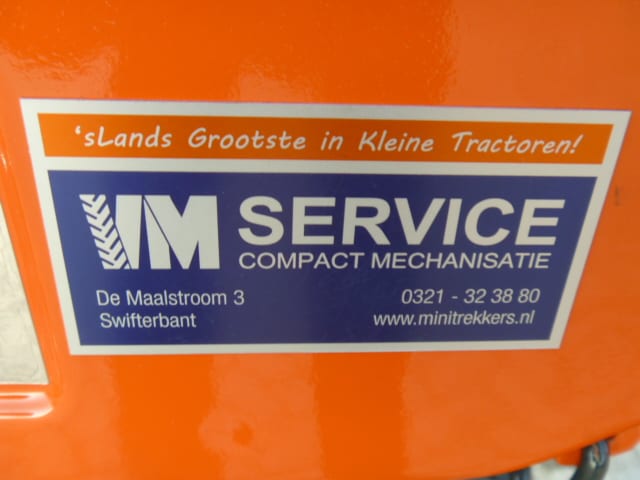 'sLands Grootste in Kleine Tractoren!
VM SERVICE
COMPACT MECHANISATIE
De Maalstroom 3
0321 - 32 38 80
Swifterbant
www.minitrekkers.nl